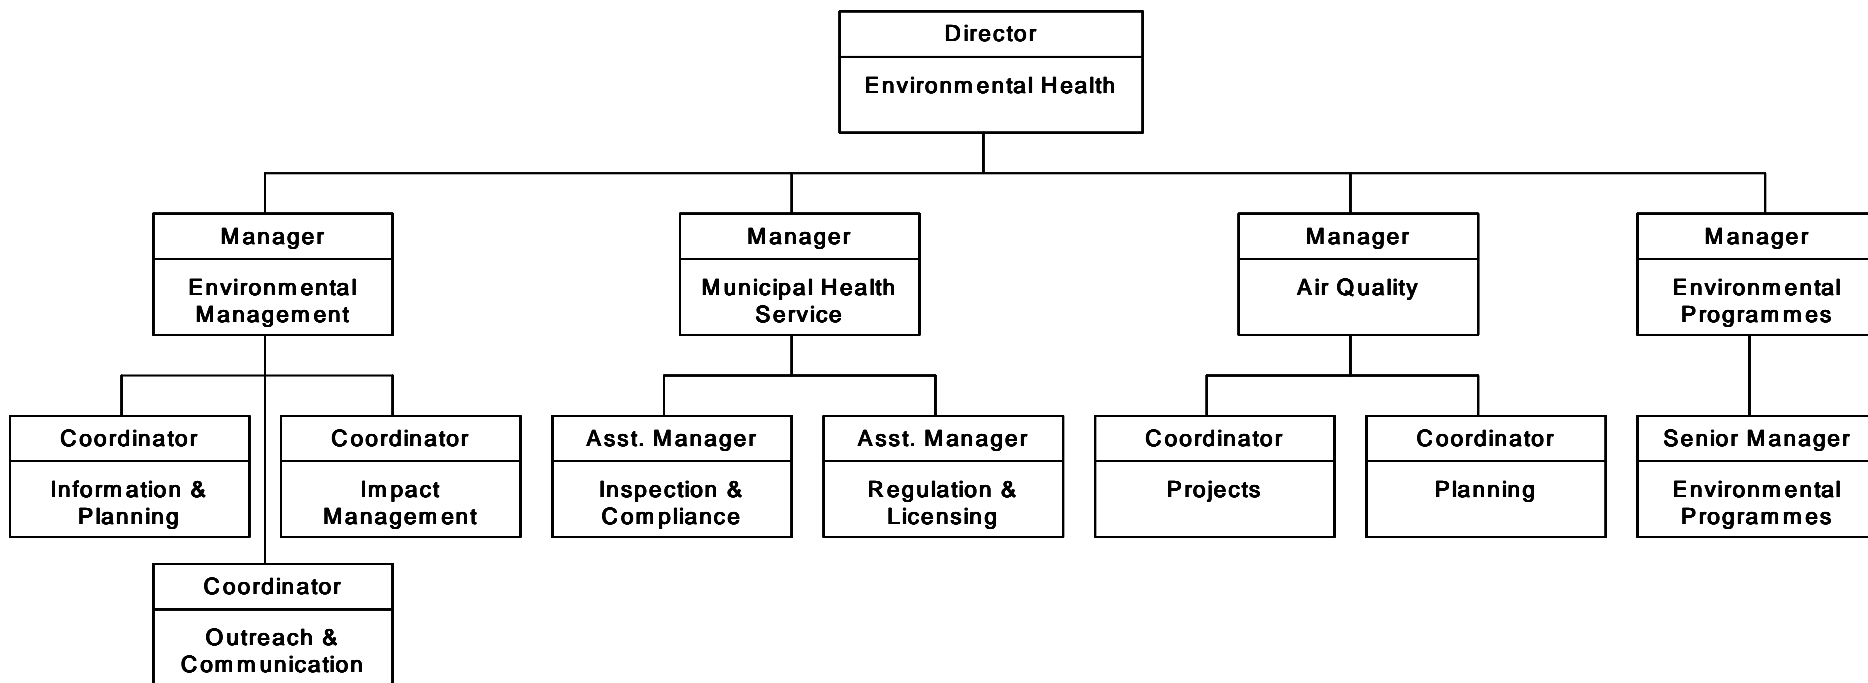 Director
Environmental Health
Manager
Environmental
Management
Manager
Municipal Health
Service
Manager
Air Quality
Manager
Environmental
Programmes
Coordinator
Information &
Planning
Coordinator
Impact
Management
Asst. Manager
Inspection &
Compliance
Asst. Manager
Regulation &
Licensing
Coordinator
Projects
Coordinator
Planning
Senior Manager
Environmental
Programmes
Coordinator
Outreach &
Communication